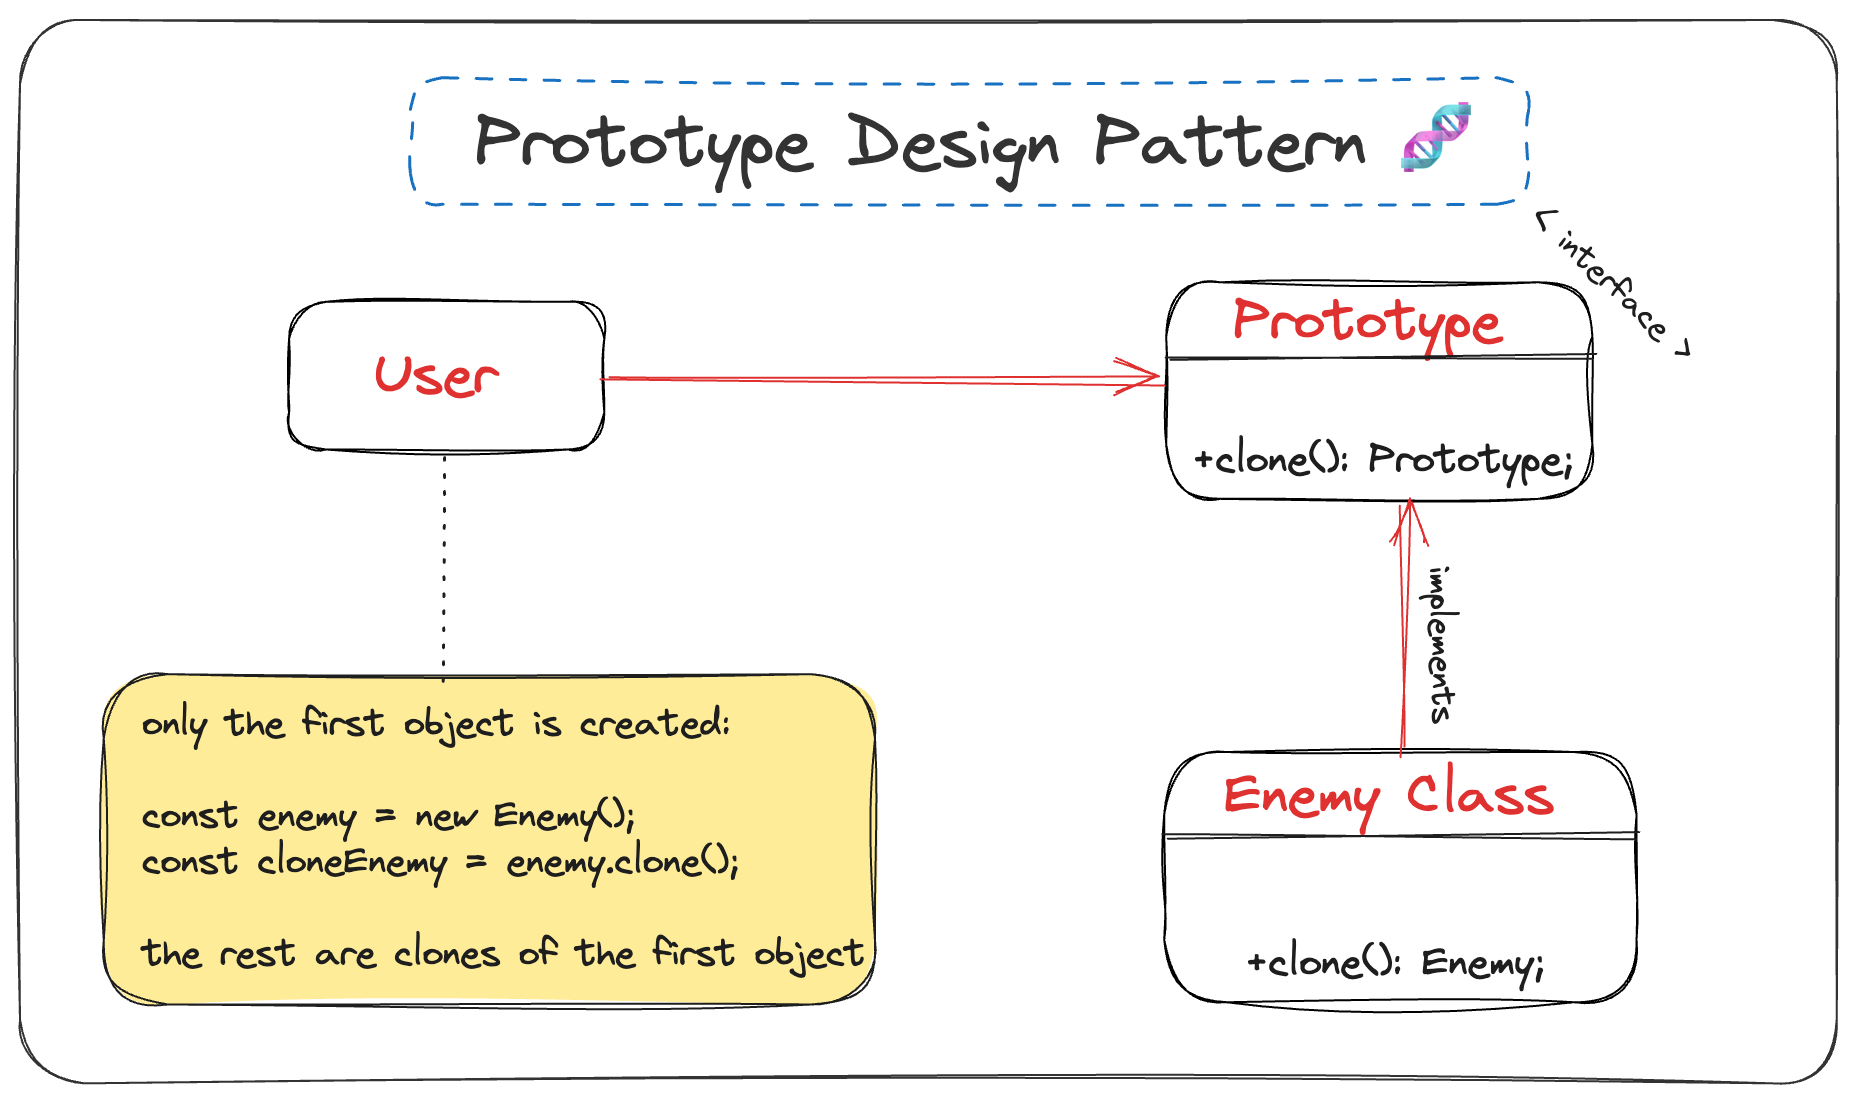 Prototype Design Pattern 🧬
< interface >
User
Prototype
+clone(): Prototype;
implements
only the first object is created:
const enemy = new Enemy();
const cloneEnemy = enemy.clone();
the rest are clones of the first object
Enemy Class
+clone(): Enemy;